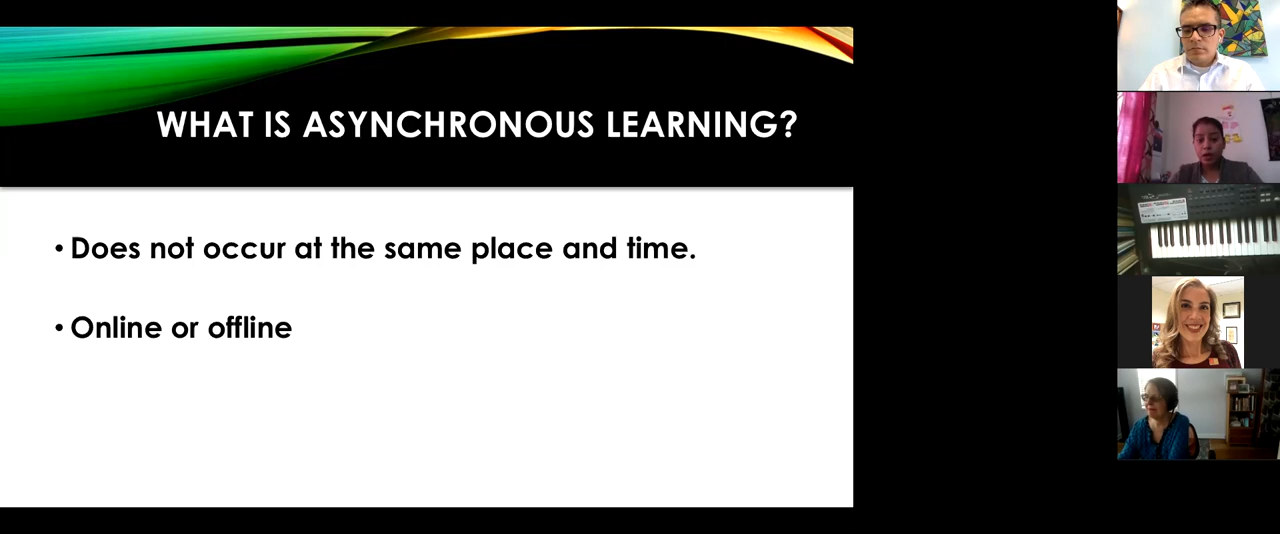 WHAT IS ASYNCHRONOUS LEARNING?
• Does not occur at the same place and time.
• Online or offline